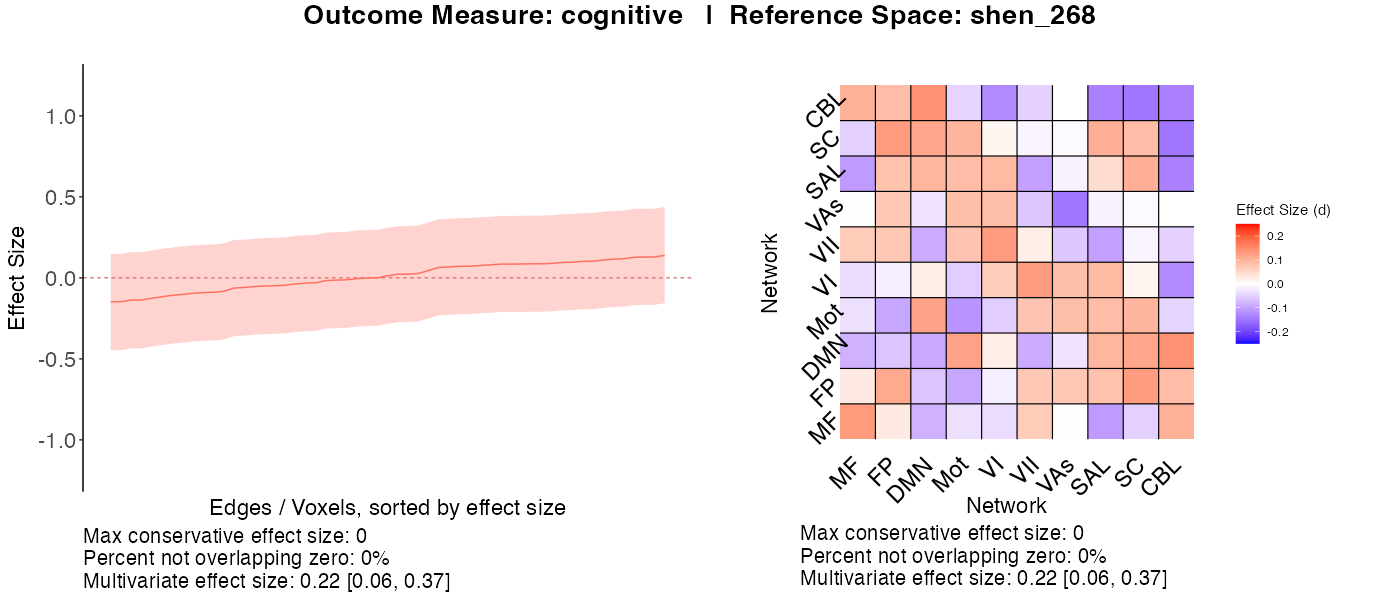 Outcome Measure: cognitive | Reference Space: shen_268
Effect Size
1.0
0.5
0.0
-0.5
-1.0
Edges / Voxels, sorted by effect size
Max conservative effect size: 0
Percent not overlapping zero: 0%
Multivariate effect size: 0.22 [0.06, 0.37]
Network
CBL
SC
SAL
VAs
VII
VI
Mot
DMN
FP
MF
MF
FP
DMN
Mot
VI
VII
VAs
SAL
SC
CBL
Network
Max conservative effect size: 0
Percent not overlapping zero: 0%
Multivariate effect size: 0.22 [0.06, 0.37]
Effect Size (d)
0.2
0.1
0.0
-0.1
-0.2